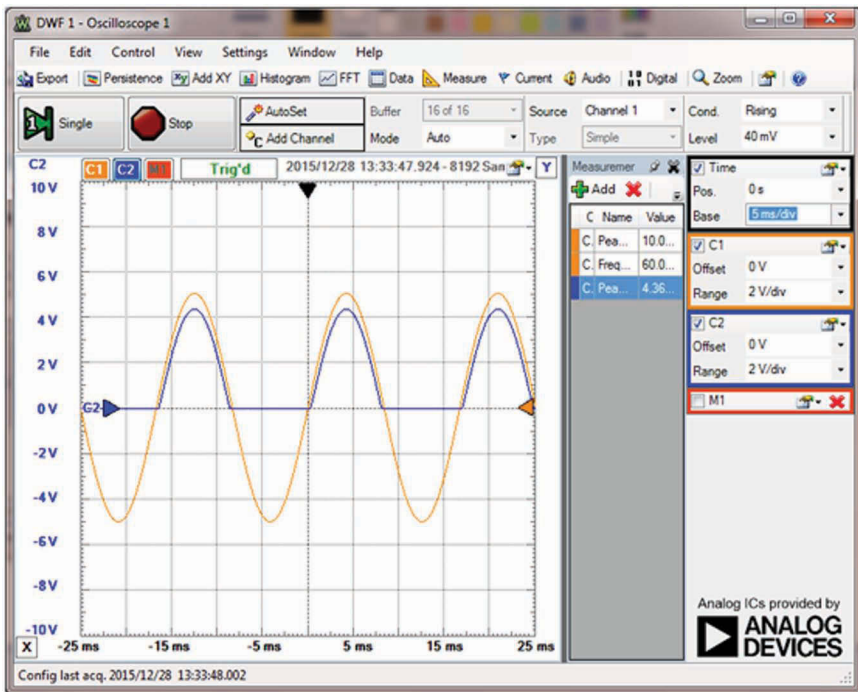 DWF 1 - Oscilloscope 1
File Edit Control View Settings Window Help
Export Persistence Add XY Histogram FFT Data Measure Current Audio Digital Zoom
Single Stop AutoSet Buffer 16 of 16 Source Channel 1 Cond. Rising
Add Channel Mode Auto Type Simple Level 40 mV
C2 C1 C2 M1 Trig'd 2015/12/28 13:33:47.924 - 8192 Sam Y
Measuremer
Add
C Name Value
C. Pea... 10.0...
C. Freq... 60.0...
C. Pea... 4.36...
Time
Pos. 0 s
Base 5 ms/div
C1
Offset 0 V
Range 2 V/div
C2
Offset 0 V
Range 2 V/div
M1
10 V
8 V
6 V
4 V
2 V
0 V
C2
-2 V
-4 V
-6 V
-8 V
-10 V
X -25 ms -15 ms -5 ms 5 ms 15 ms 25 ms
Analog ICs provided by
ANALOG
DEVICES
Config last acq. 2015/12/28 13:33:48.002